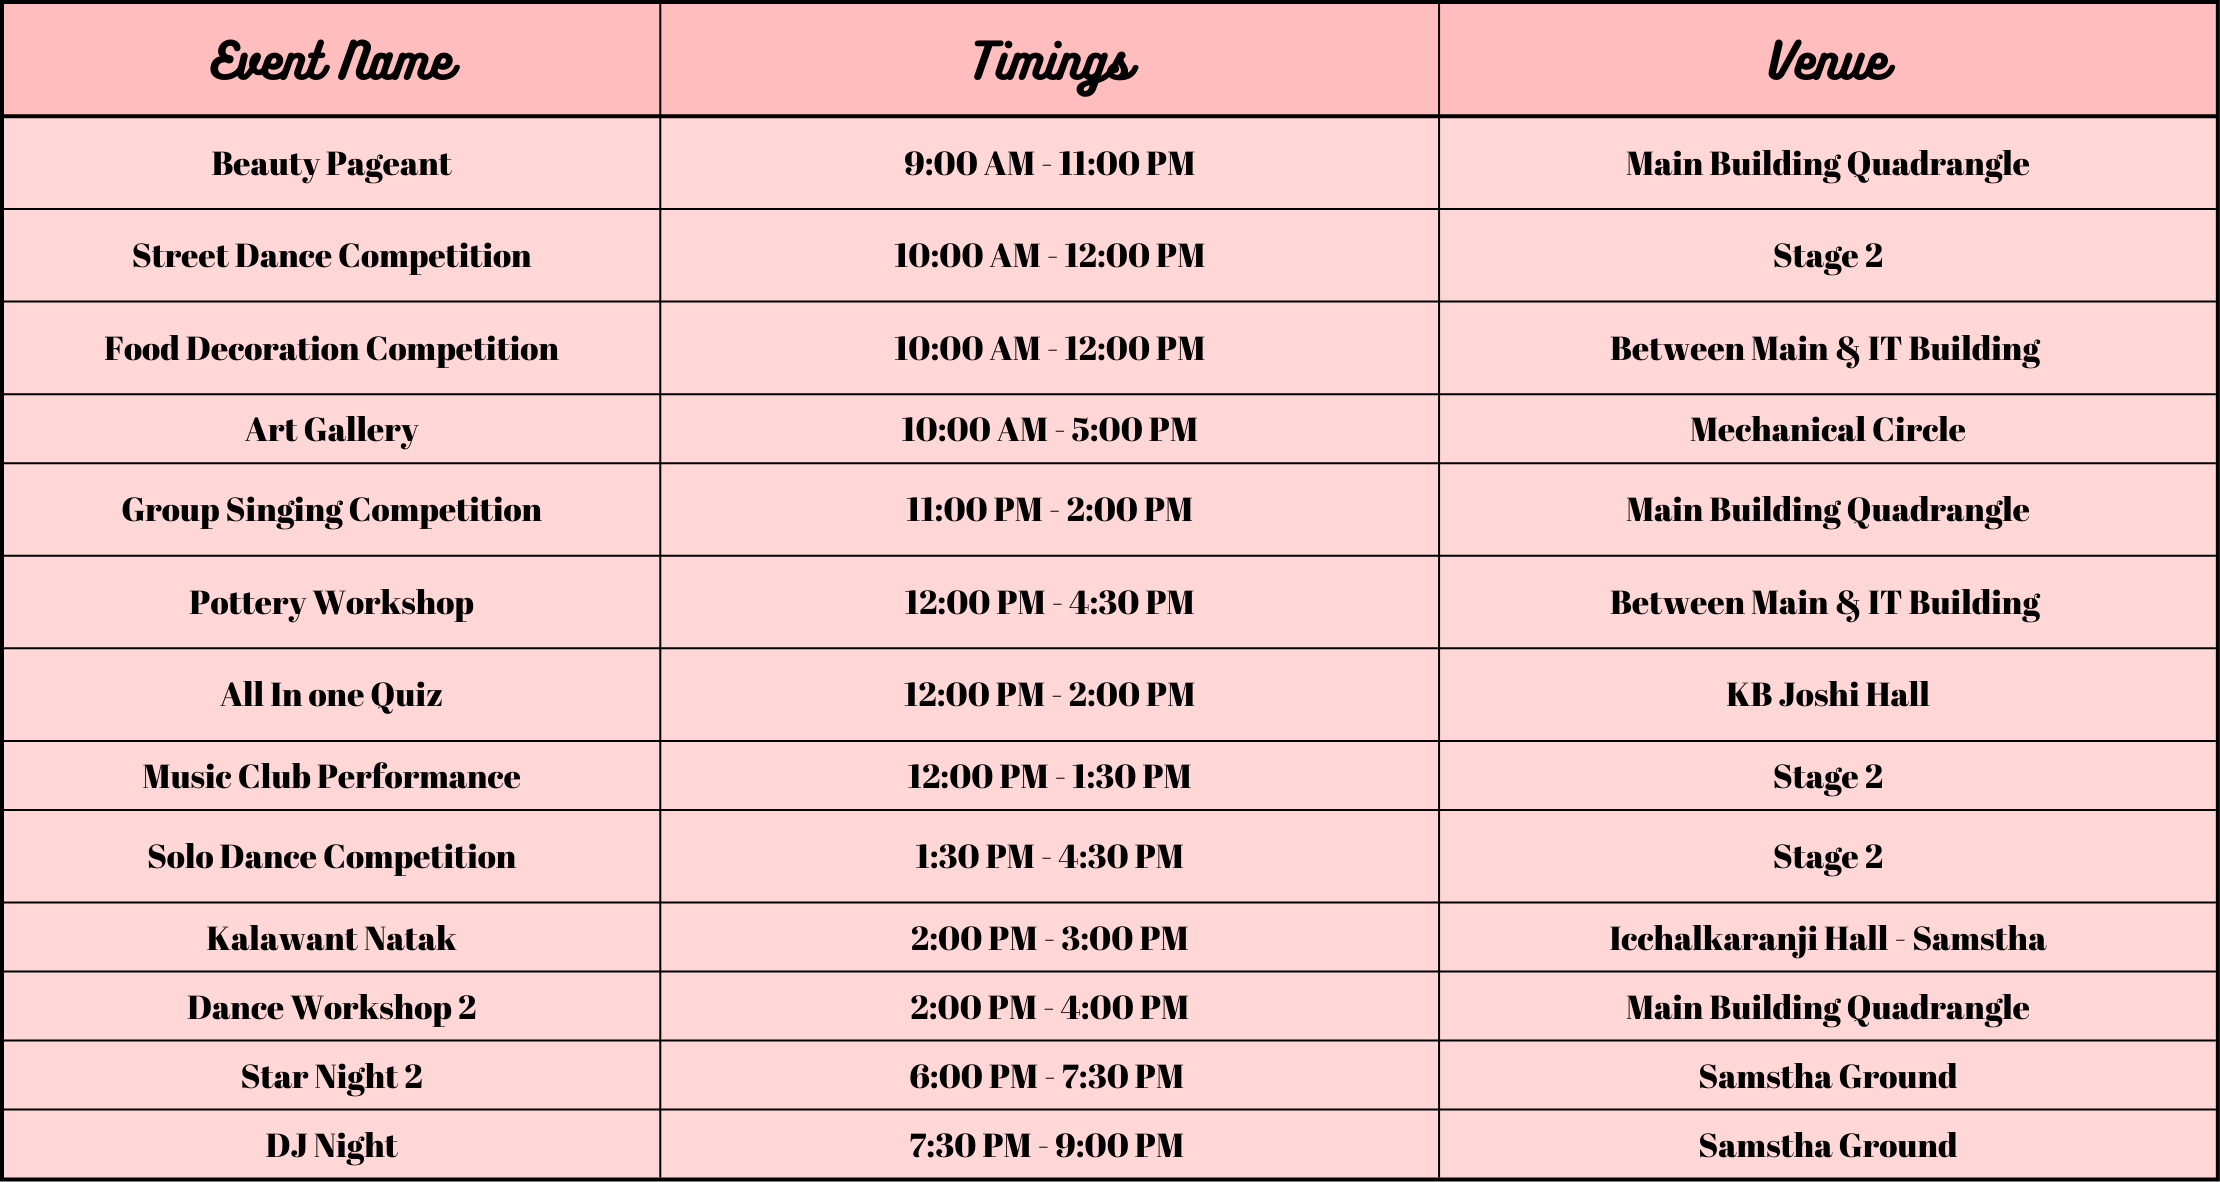 Event Name Timings Venue
Beauty Pageant 9:00 AM - 11:00 PM Main Building Quadrangle
Street Dance Competition 10:00 AM - 12:00 PM Stage 2
Food Decoration Competition 10:00 AM - 12:00 PM Between Main & IT Building
Art Gallery 10:00 AM - 5:00 PM Mechanical Circle
Group Singing Competition 11:00 PM - 2:00 PM Main Building Quadrangle
Pottery Workshop 12:00 PM - 4:30 PM Between Main & IT Building
All In one Quiz 12:00 PM - 2:00 PM KB Joshi Hall
Music Club Performance 12:00 PM - 1:30 PM Stage 2
Solo Dance Competition 1:30 PM - 4:30 PM Stage 2
Kalawant Natak 2:00 PM - 3:00 PM Icchalkaranji Hall - Samstha
Dance Workshop 2 2:00 PM - 4:00 PM Main Building Quadrangle
Star Night 2 6:00 PM - 7:30 PM Samstha Ground
DJ Night 7:30 PM - 9:00 PM Samstha Ground